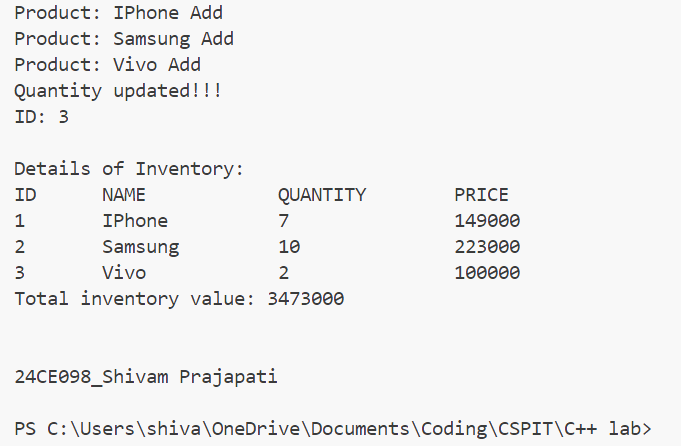 Product: IPhone Add
Product: Samsung Add
Product: Vivo Add
Quantity updated!!!
ID: 3
Details of Inventory:
ID NAME QUANTITY PRICE
1 IPhone 7 149000
2 Samsung 10 223000
3 Vivo 2 100000
Total inventory value: 3473000
24CE098_Shivam Prajapati
PS C:\Users\shiva\OneDrive\Documents\Coding\CSPIT\C++ lab>